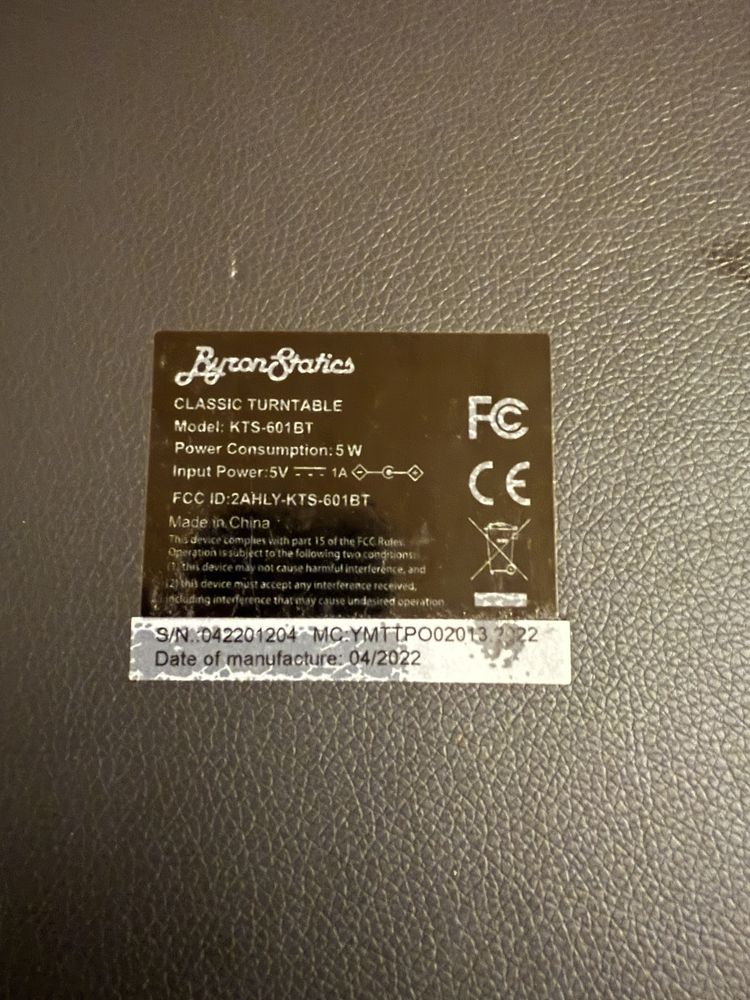 ByronStatics
CLASSIC TURNTABLE
Model: KTS-601BT
Power Consumption: 5 W
Input Power:5V 1A
FCC ID:2AHLY-KTS-601BT
Made in China
This device complies with part 15 of the FCC Rules.
Operation is subject to the following two conditions:
(1) this device may not cause harmful interference, and
(2) this device must accept any interference received,
including interference that may cause undesired operation
FC
CE
S/N.:042201204 MC:YMTTPO02013
Date of manufacture: 04/2022